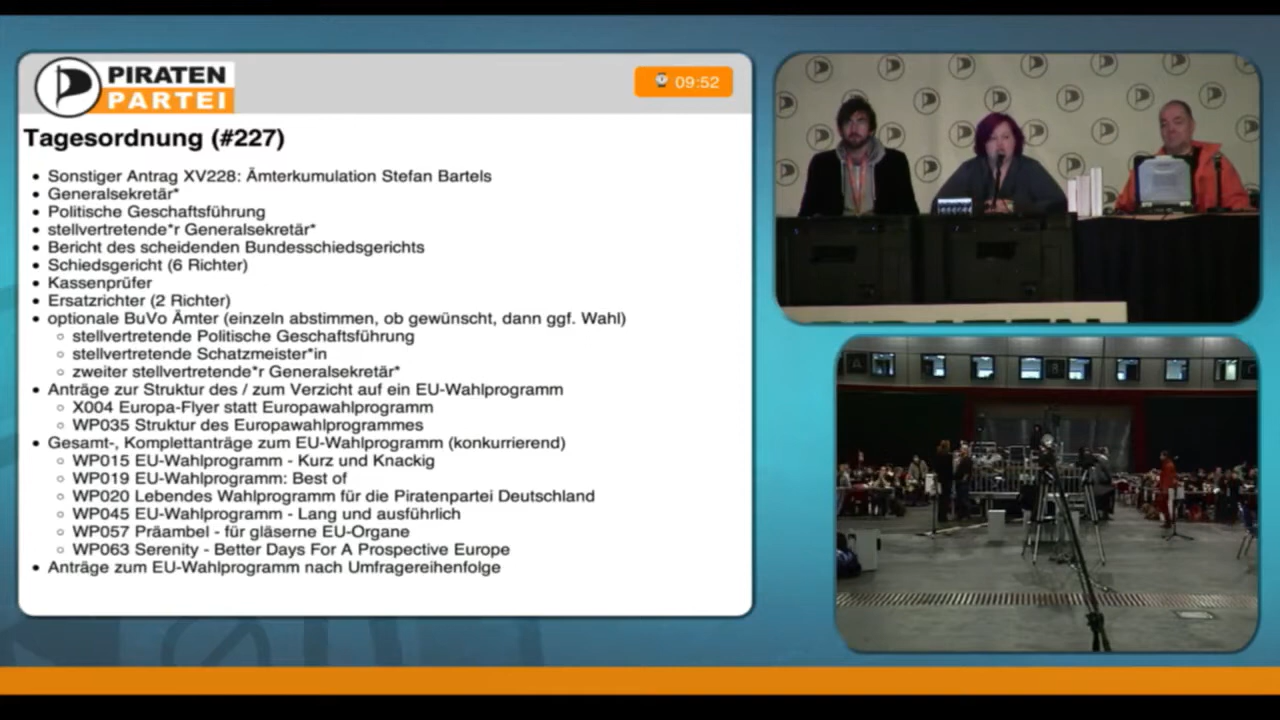 PIRATEN
PARTEI
09:52
Tagesordnung (#227)
• Sonstiger Antrag XV228: Ämterkumulation Stefan Bartels
• Generalsekretär*
• Politische Geschaftsführung
• stellvertretende*r Generalsekretär*
• Bericht des scheidenden Bundesschiedsgerichts
• Schiedsgericht (6 Richter)
• Kassenprüfer
• Ersatzrichter (2 Richter)
• optionale BuVo Ämter (einzeln abstimmen, ob gewünscht, dann ggf. Wahl)
○ stellvertretende Politische Geschaftsführung
○ stellvertretende Schatzmeister*in
○ zweiter stellvertretende*r Generalsekretär*
• Anträge zur Struktur des / zum Verzicht auf ein EU-Wahlprogramm
○ X004 Europa-Flyer statt Europawahlprogramm
○ WP035 Struktur des Europawahlprogrammes
• Gesamt-, Komplettanträge zum EU-Wahlprogramm (konkurrierend)
○ WP015 EU-Wahlprogramm - Kurz und Knackig
○ WP019 EU-Wahlprogramm: Best of
○ WP020 Lebendes Wahlprogramm für die Piratenpartei Deutschland
○ WP045 EU-Wahlprogramm - Lang und ausführlich
○ WP057 Präambel - für gläserne EU-Organe
○ WP063 Serenity - Better Days For A Prospective Europe
• Anträge zum EU-Wahlprogramm nach Umfragereihenfolge